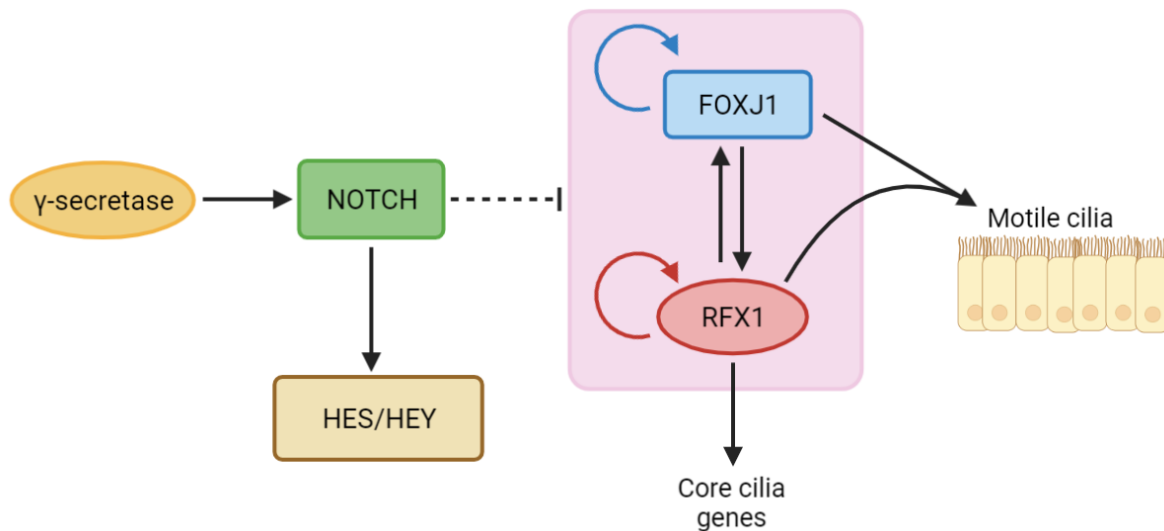 FOXJ1
γ-secretase
NOTCH
Motile cilia
RFX1
HES/HEY
Core cilia
genes